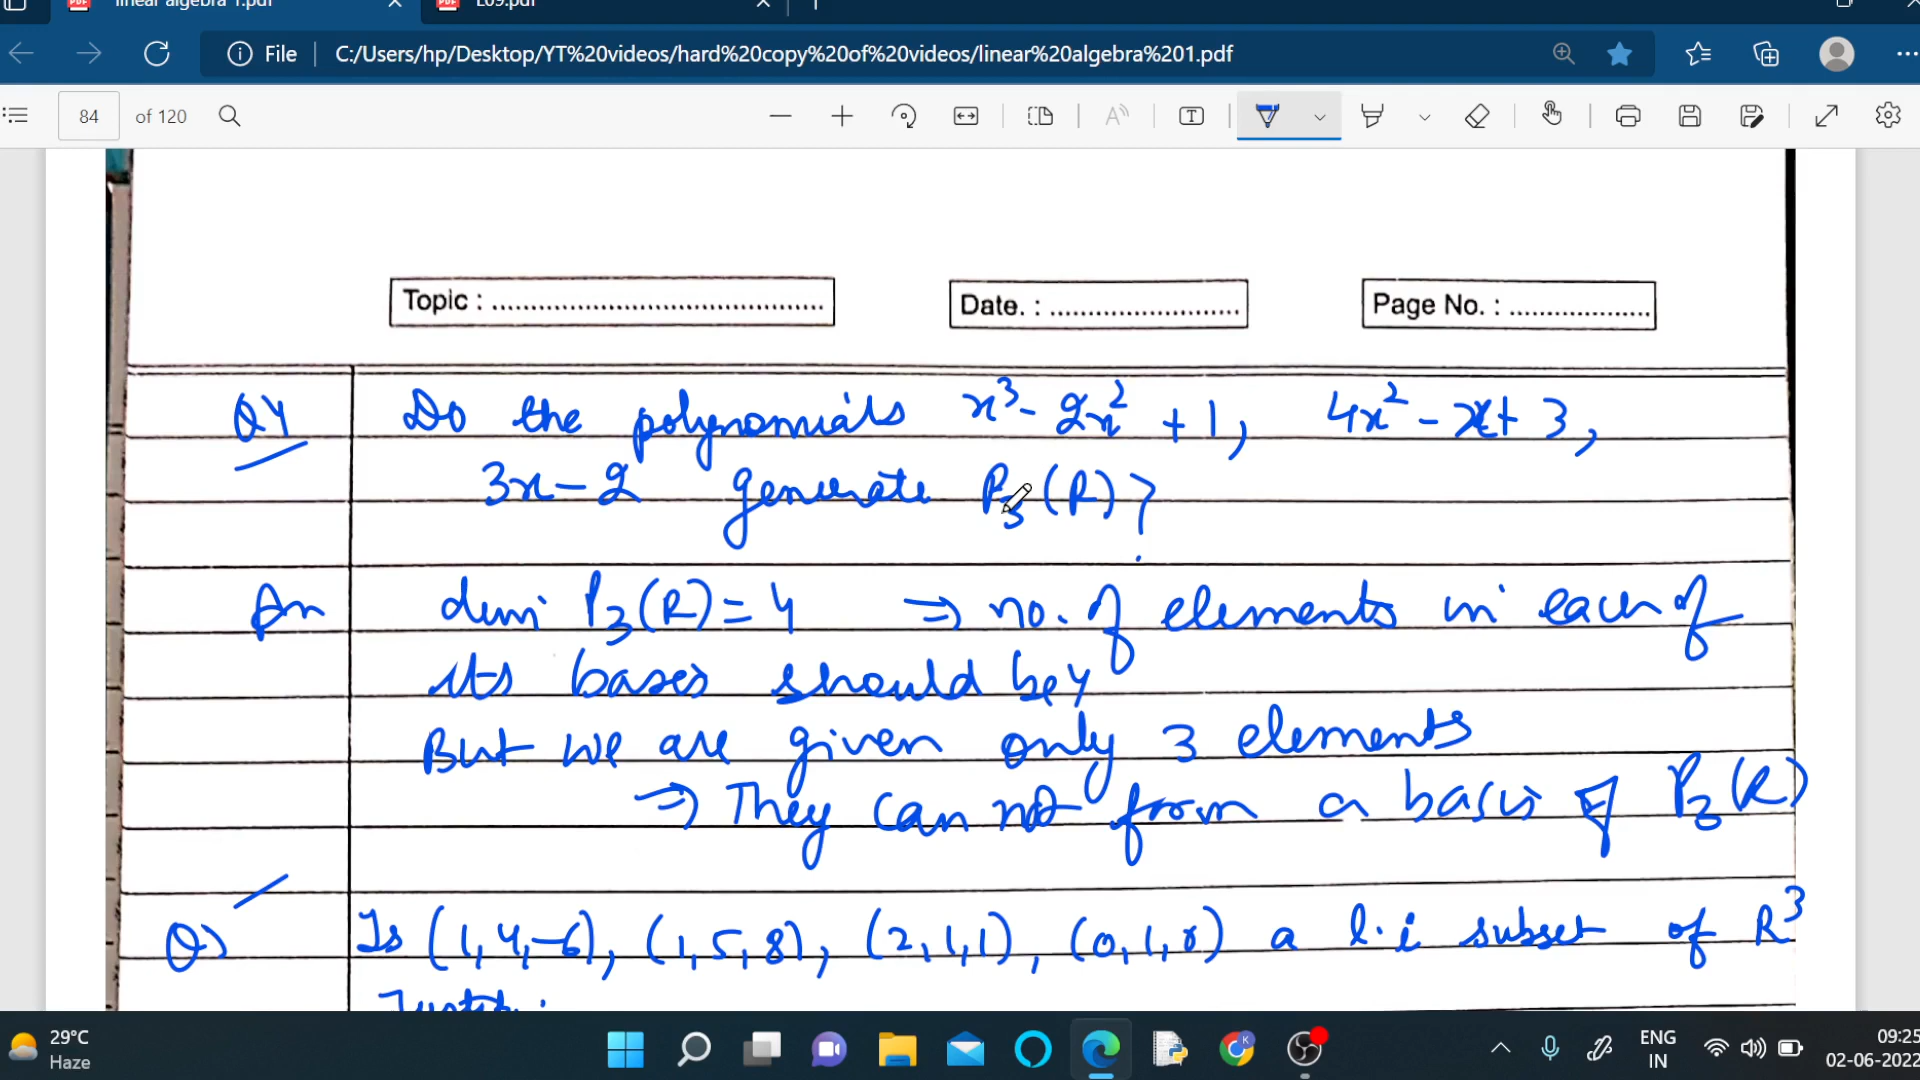 linear algebra 1.pdf
L09.pdf
File
C:/Users/hp/Desktop/YT%20videos/hard%20copy%20of%20videos/linear%20algebra%201.pdf
84 of 120
Topic : ........................................
Date. : .........................
Page No. : ...................
Q4 Do the polynomials x³ - 2x² + 1, 4x² - x + 3,
3x - 2 generate P₃(R)?
An dim P₃(R) = 4 ⇒ no. of elements in each of
its bases should be 4
But we are given only 3 elements
⇒ They can not from a basis of P₃(R)
Q5 Is (1,4,-6), (1,5,8), (2,1,1), (0,1,0) a l.i subset of R³
29°C
Haze
ENG
IN
09:25
02-06-2022